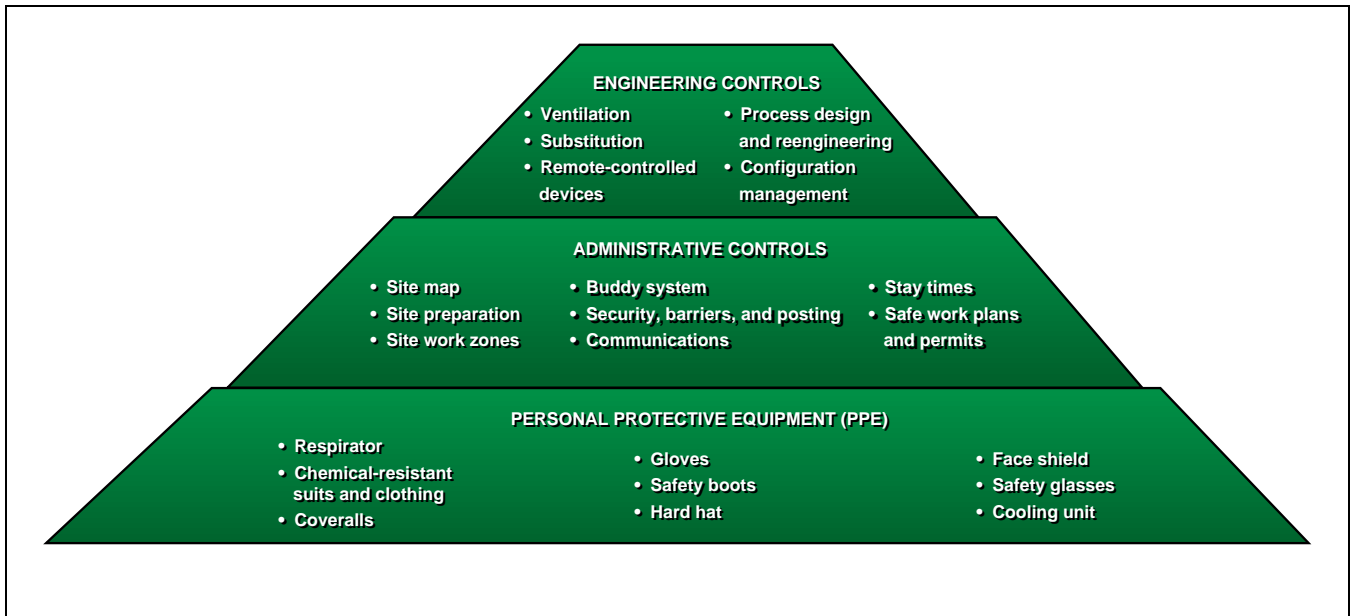 ENGINEERING CONTROLS
• Ventilation
• Substitution
• Remote-controlled
devices
• Process design
and reengineering
• Configuration
management
ADMINISTRATIVE CONTROLS
• Site map
• Site preparation
• Site work zones
• Buddy system
• Security, barriers, and posting
• Communications
• Stay times
• Safe work plans
and permits
PERSONAL PROTECTIVE EQUIPMENT (PPE)
• Respirator
• Chemical-resistant
suits and clothing
• Coveralls
• Gloves
• Safety boots
• Hard hat
• Face shield
• Safety glasses
• Cooling unit